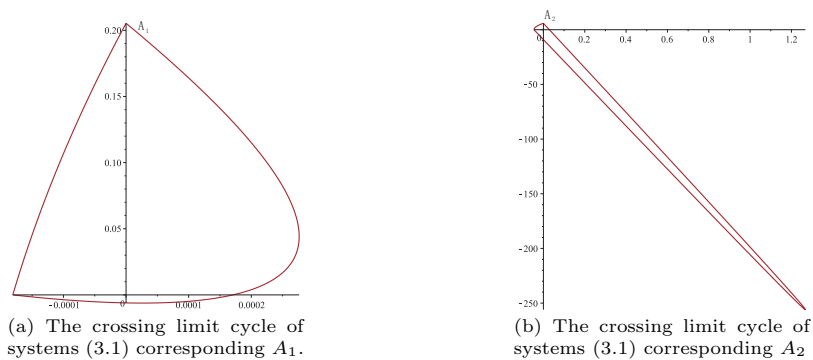 A₁
0.20
0.15
0.10
0.05
−0.0001 0 0.0001 0.0002
(a) The crossing limit cycle of
systems (3.1) corresponding A₁.
A₂
0 0.2 0.4 0.6 0.8 1 1.2
−50
−100
−150
−200
−250
(b) The crossing limit cycle of
systems (3.1) corresponding A₂